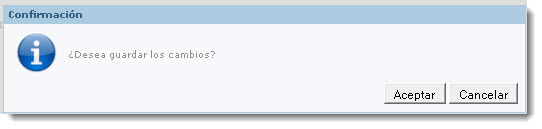 Confirmación
¿Desea guardar los cambios?
Aceptar Cancelar